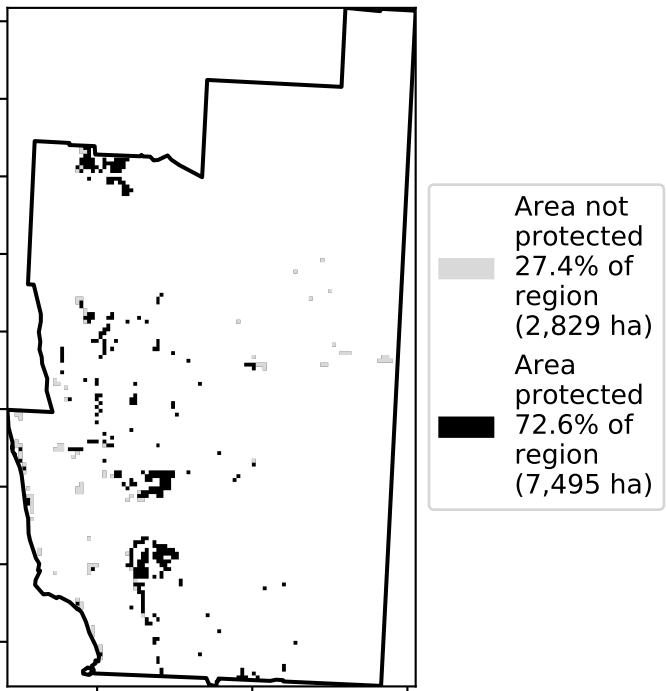 Area not
protected
27.4% of
region
(2,829 ha)
Area
protected
72.6% of
region
(7,495 ha)